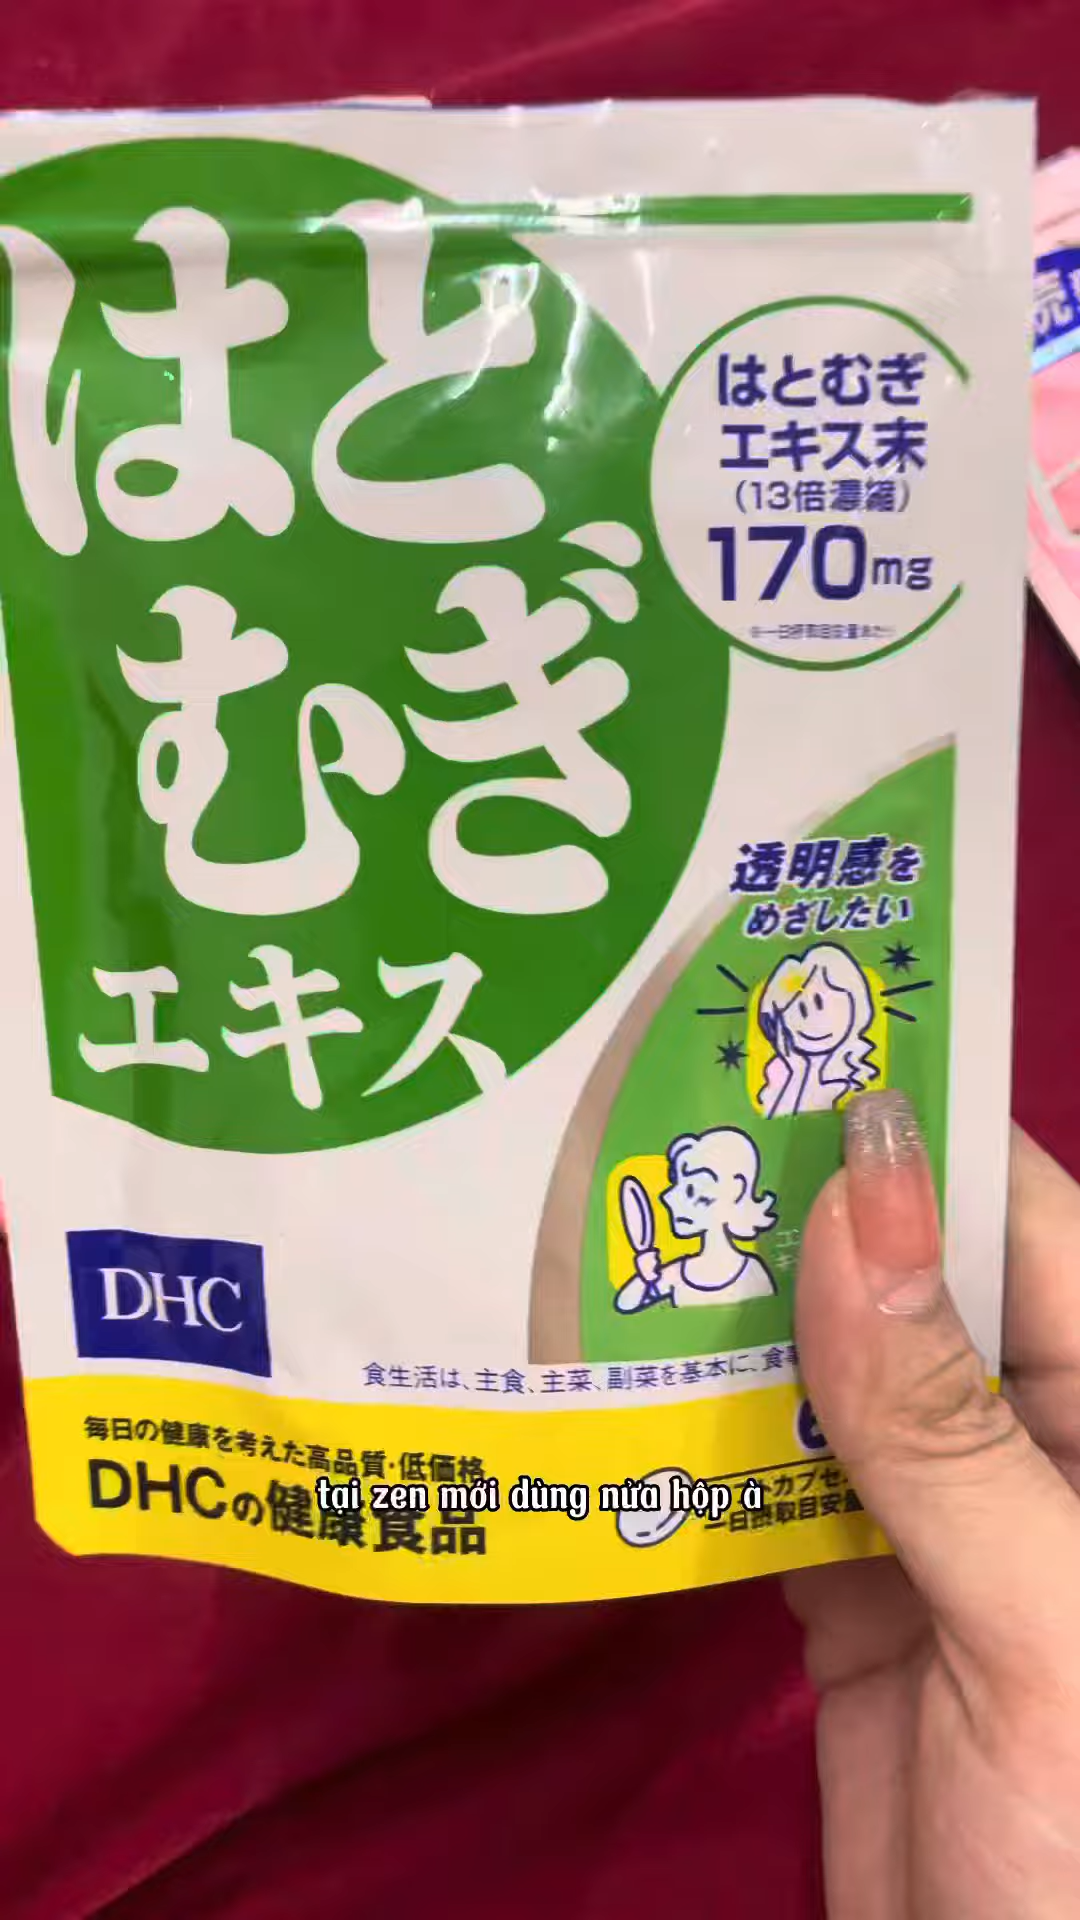 はと
むぎ
エキス
はとむぎ
エキス末
(13倍濃縮)
170mg
透明感を
めざしたい
DHC
食生活は、主食、主菜、副菜を基本に、食事
毎日の健康を考えた高品質・低価格
DHCの健康食品
tại zen mới dùng nửa hộp à